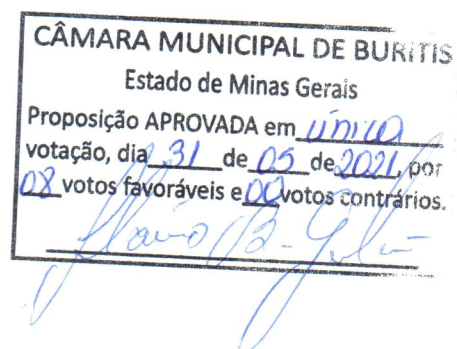 CÂMARA MUNICIPAL DE BURITIS
Estado de Minas Gerais
Proposição APROVADA em única
votação, dia 31 de 05 de 2021, por
08 votos favoráveis e 00 votos contrários.